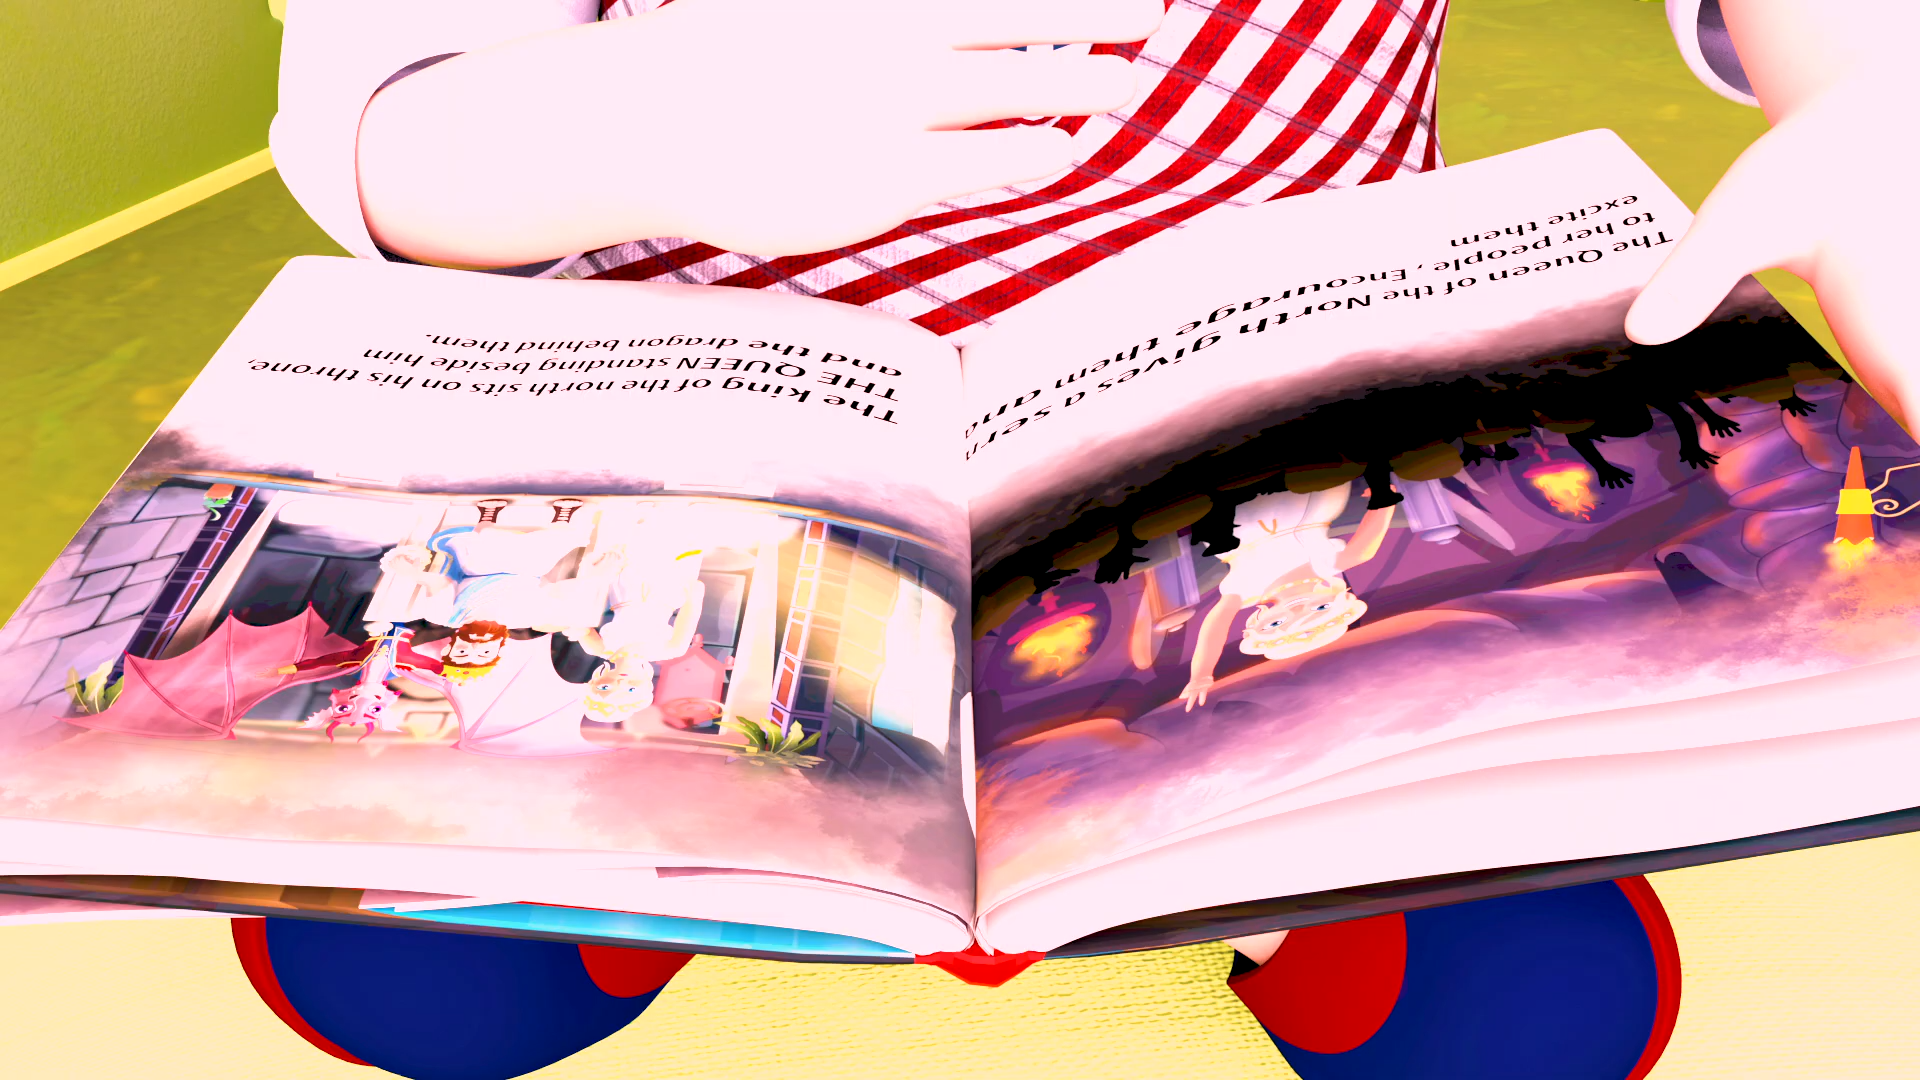 The Queen of the North gives a
to her people , Encourage them and
excite them
The king of the north sits on his throne,
THE QUEEN standing beside him
and the dragon behind them.